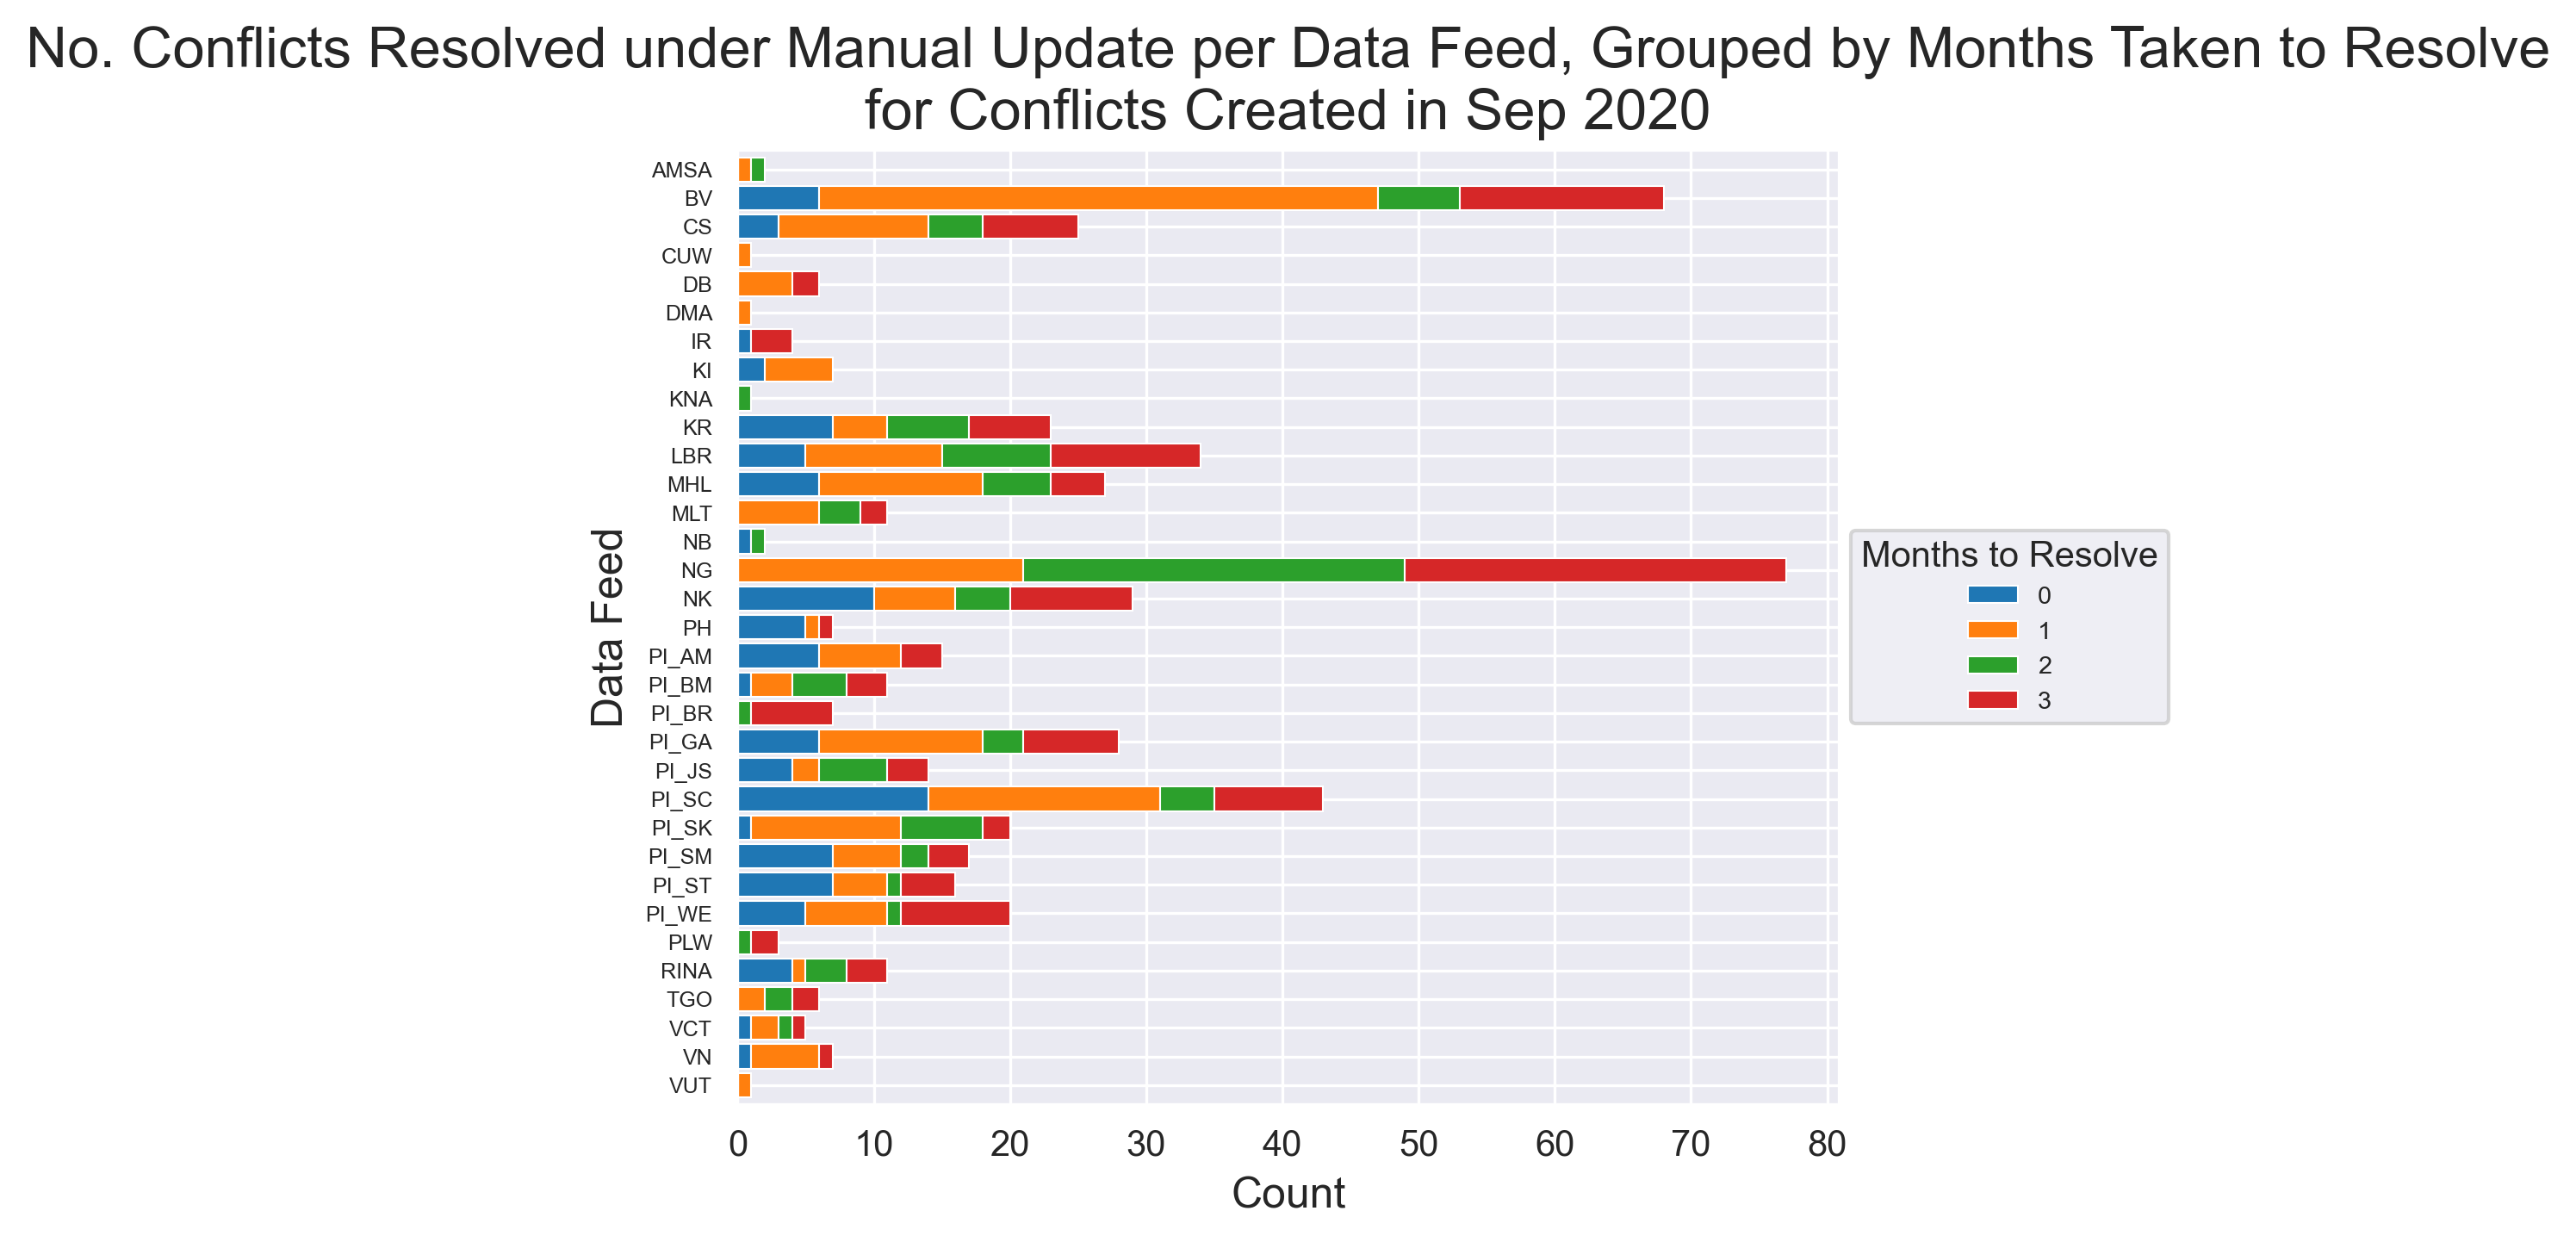 No. Conflicts Resolved under Manual Update per Data Feed, Grouped by Months Taken to Resolve
for Conflicts Created in Sep 2020
AMSA
BV
CS
CUW
DB
DMA
IR
KI
KNA
KR
LBR
MHL
MLT
NB
NG
NK
PH
PI_AM
PI_BM
PI_BR
PI_GA
PI_JS
PI_SC
PI_SK
PI_SM
PI_ST
PI_WE
PLW
RINA
TGO
VCT
VN
VUT
Data Feed
0 10 20 30 40 50 60 70 80
Count
Months to Resolve
0
1
2
3